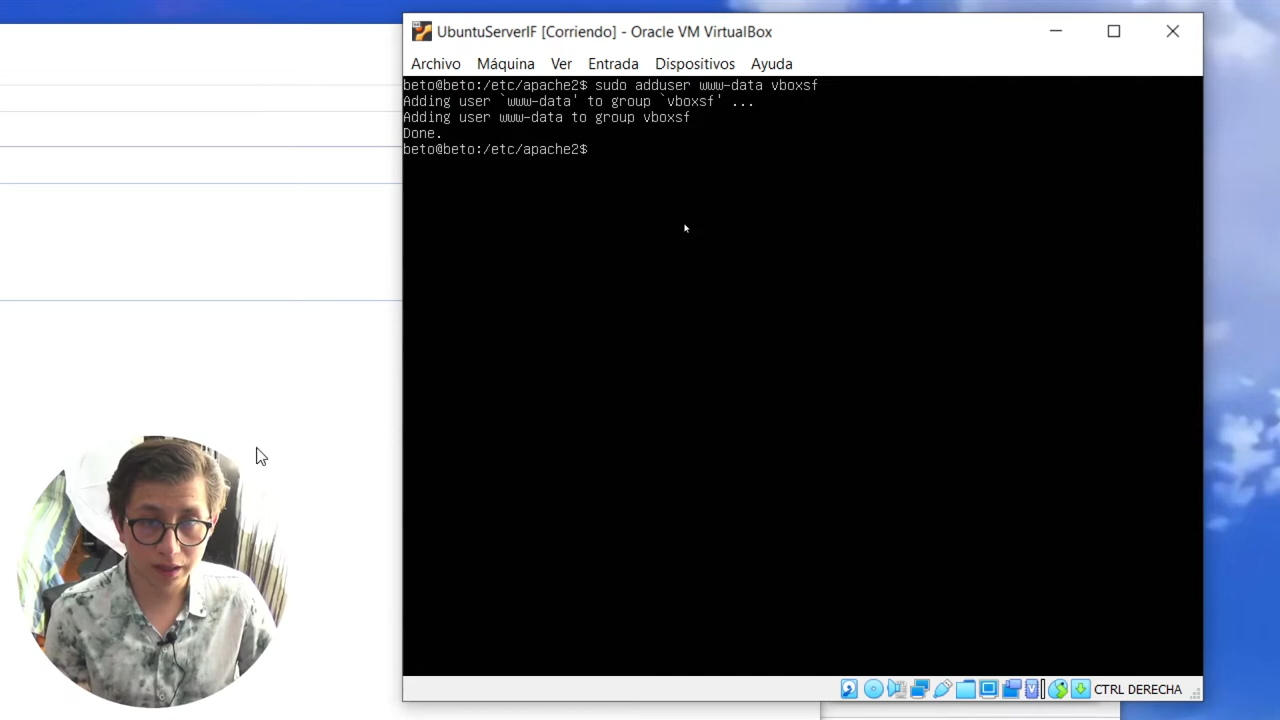 UbuntuServerIF [Corriendo] - Oracle VM VirtualBox
Archivo Máquina Ver Entrada Dispositivos Ayuda
beto@beto:/etc/apache2$ sudo adduser www-data vboxsf
Adding user `www-data' to group `vboxsf' ...
Adding user www-data to group vboxsf
Done.
beto@beto:/etc/apache2$
CTRL DERECHA